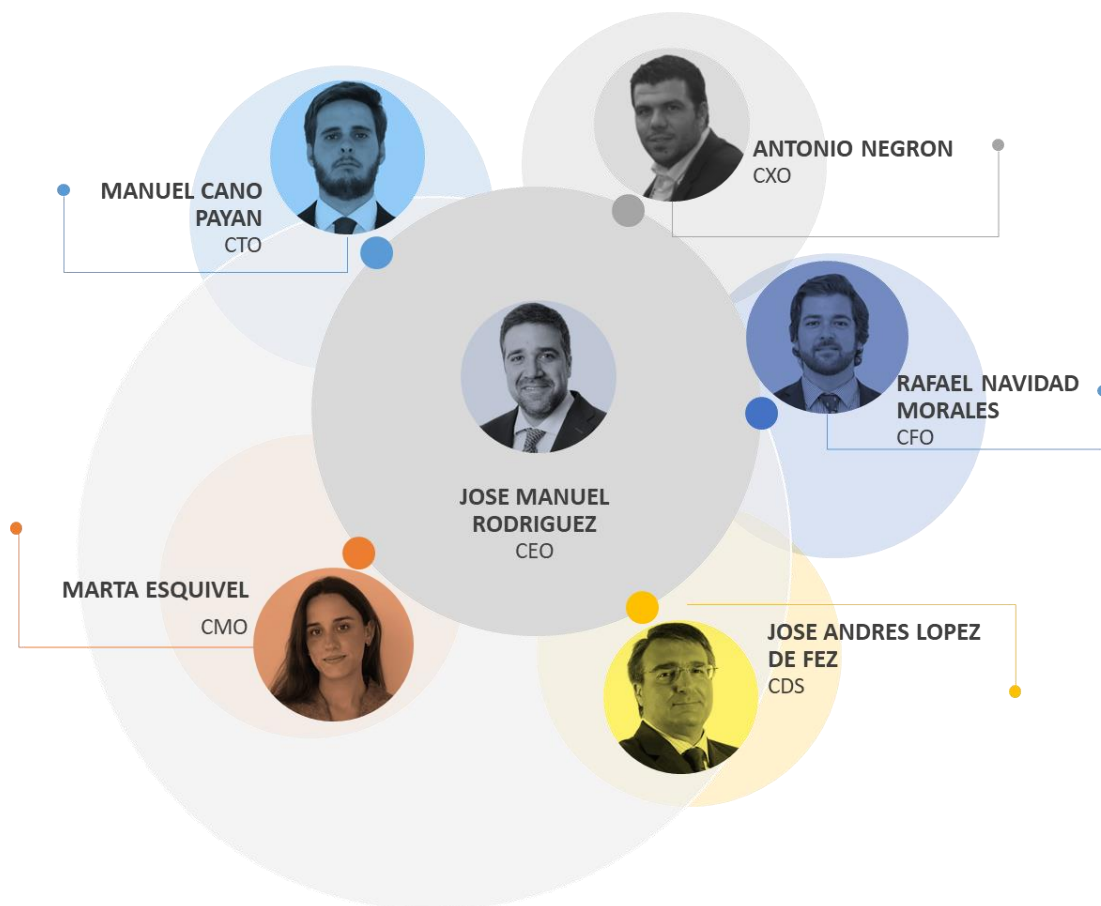 MANUEL CANO
PAYAN
CTO
ANTONIO NEGRON
CXO
RAFAEL NAVIDAD
MORALES
CFO
JOSE MANUEL
RODRIGUEZ
CEO
MARTA ESQUIVEL
CMO
JOSE ANDRES LOPEZ
DE FEZ
CDS